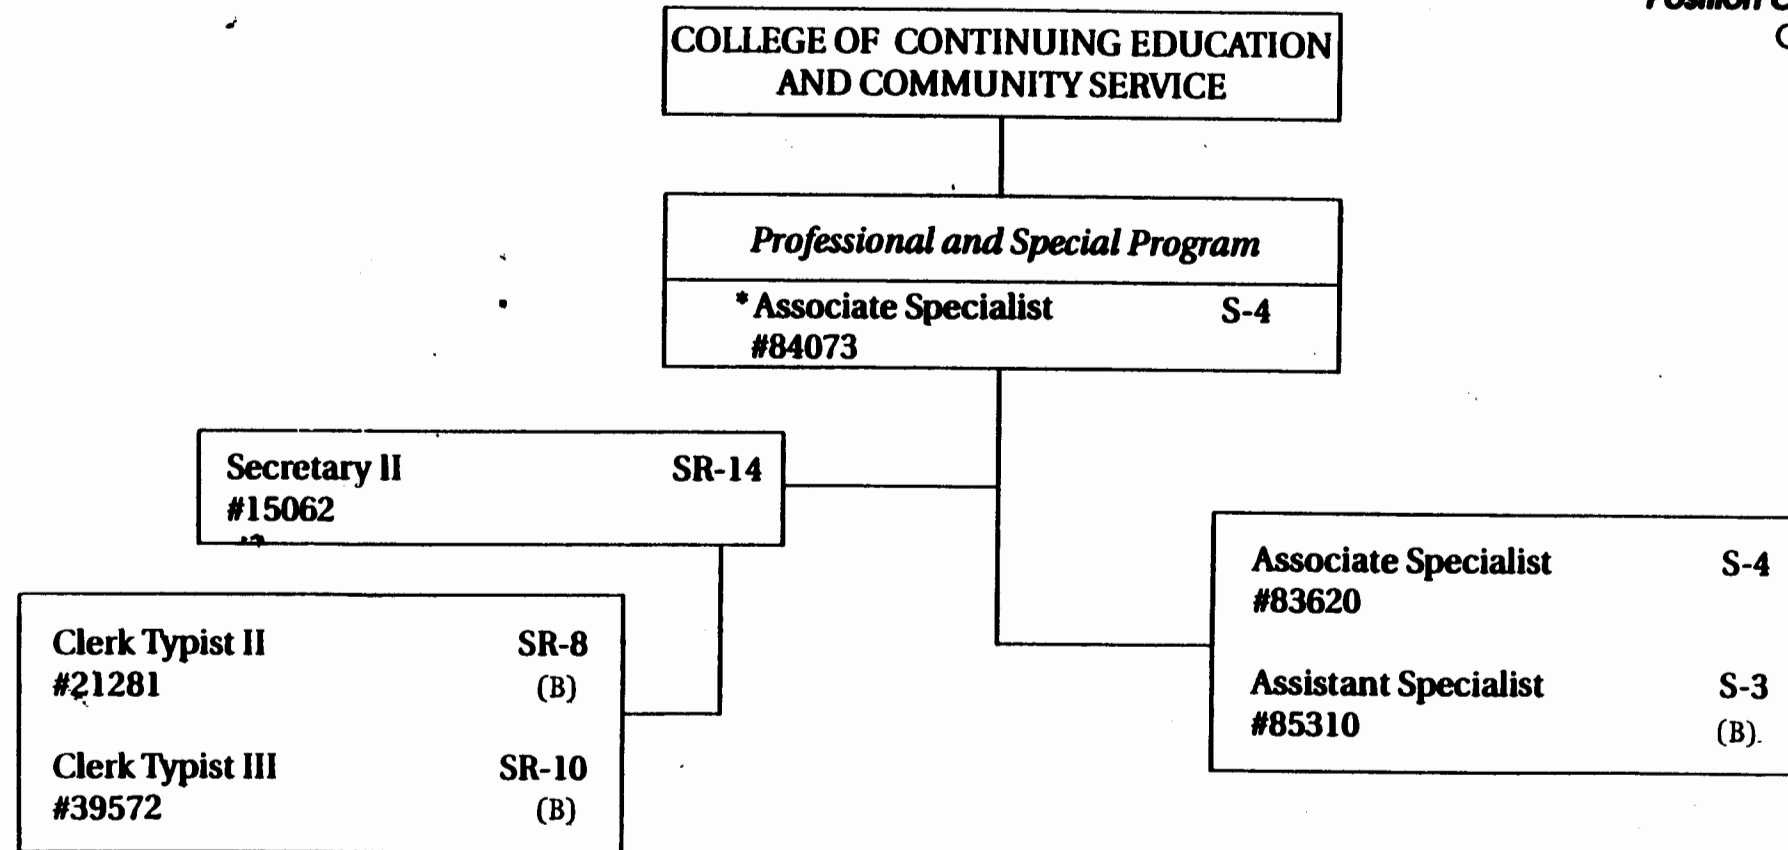 Position
COLLEGE OF CONTINUING EDUCATION
AND COMMUNITY SERVICE
Professional and Special Program
* Associate Specialist S-4
#84073
Secretary II SR-14
#15062
Clerk Typist II SR-8
#21281 (B)
Clerk Typist III SR-10
#39572 (B)
Associate Specialist S-4
#83620
Assistant Specialist S-3
#85310 (B)